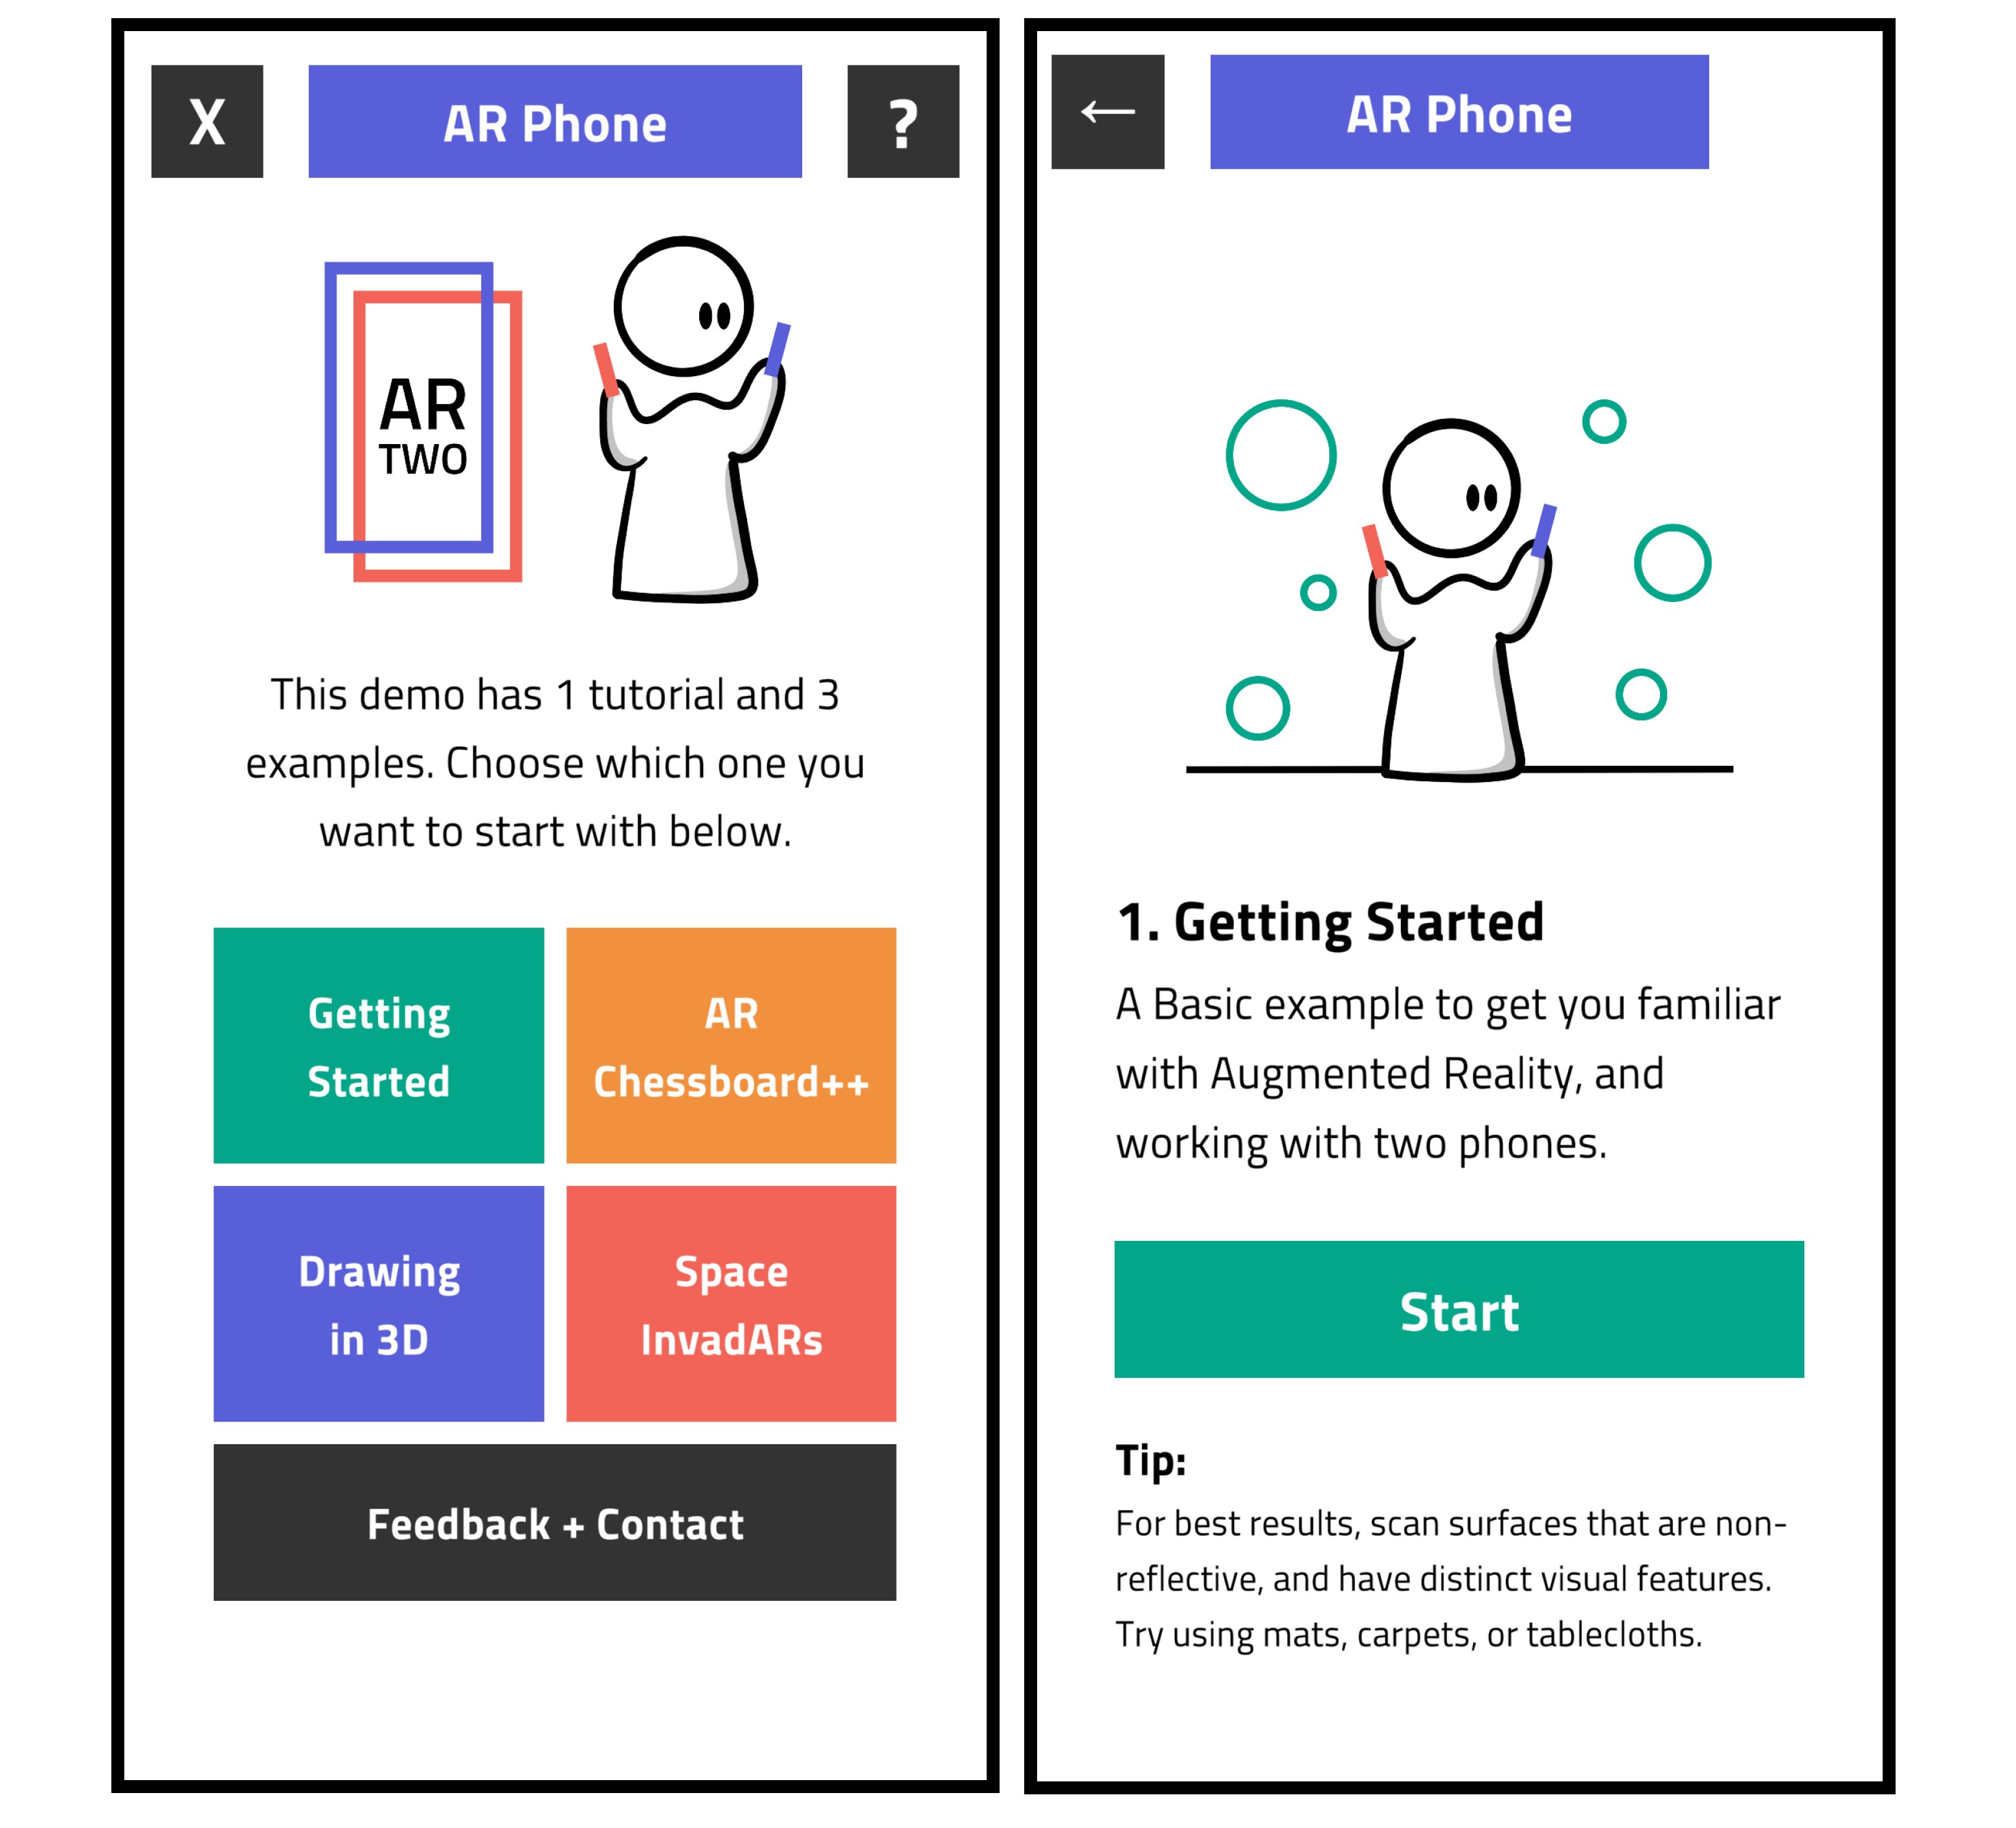 X
AR Phone
?
AR
TWO
This demo has 1 tutorial and 3
examples. Choose which one you
want to start with below.
Getting
Started
AR
Chessboard++
Drawing
in 3D
Space
InvadARs
Feedback + Contact
←
AR Phone
1. Getting Started
A Basic example to get you familiar
with Augmented Reality, and
working with two phones.
Start
Tip:
For best results, scan surfaces that are non-
reflective, and have distinct visual features.
Try using mats, carpets, or tablecloths.